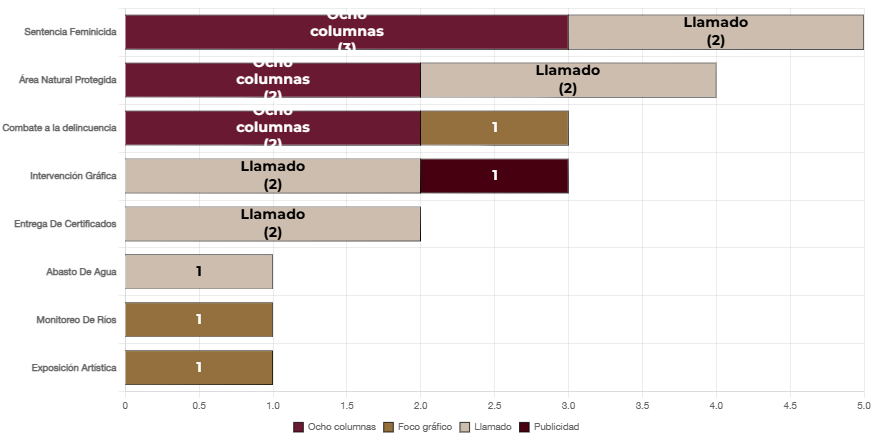 Sentencia Feminicida
Ocho
columnas
(3)
Llamado
(2)
Área Natural Protegida
Ocho
columnas
(2)
Llamado
(2)
Combate a la delincuencia
Ocho
columnas
(2)
1
Intervención Gráfica
Llamado
(2)
1
Entrega De Certificados
Llamado
(2)
Abasto De Agua
1
Monitoreo De Ríos
1
Exposición Artística
1
0 0.5 1.0 1.5 2.0 2.5 3.0 3.5 4.0 4.5 5.0
Ocho columnas Foco gráfico Llamado Publicidad